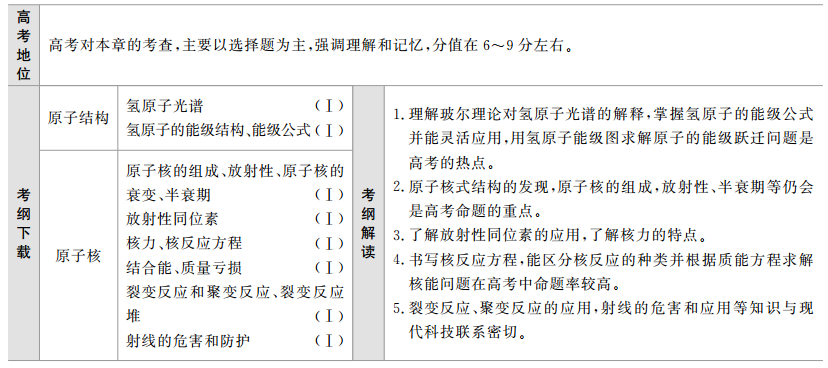 高考地位
高考对本章的考查,主要以选择题为主,强调理解和记忆,分值在6～9分左右。
考纲下载
原子结构
氢原子光谱 (Ⅰ)
氢原子的能级结构、能级公式(Ⅰ)
原子核
原子核的组成、放射性、原子核的
衰变、半衰期 (Ⅰ)
放射性同位素 (Ⅰ)
核力、核反应方程 (Ⅰ)
结合能、质量亏损 (Ⅰ)
裂变反应和聚变反应、裂变反应
堆 (Ⅰ)
射线的危害和防护 (Ⅰ)
考纲解读
1. 理解玻尔理论对氢原子光谱的解释,掌握氢原子的能级公式
并能灵活应用,用氢原子能级图求解原子的能级跃迁问题是
高考的热点。
2. 原子核式结构的发现,原子核的组成,放射性、半衰期等仍会
是高考命题的重点。
3. 了解放射性同位素的应用,了解核力的特点。
4. 书写核反应方程,能区分核反应的种类并根据质能方程求解
核能问题在高考中命题率较高。
5. 裂变反应、聚变反应的应用,射线的危害和应用等知识与现
代科技联系密切。